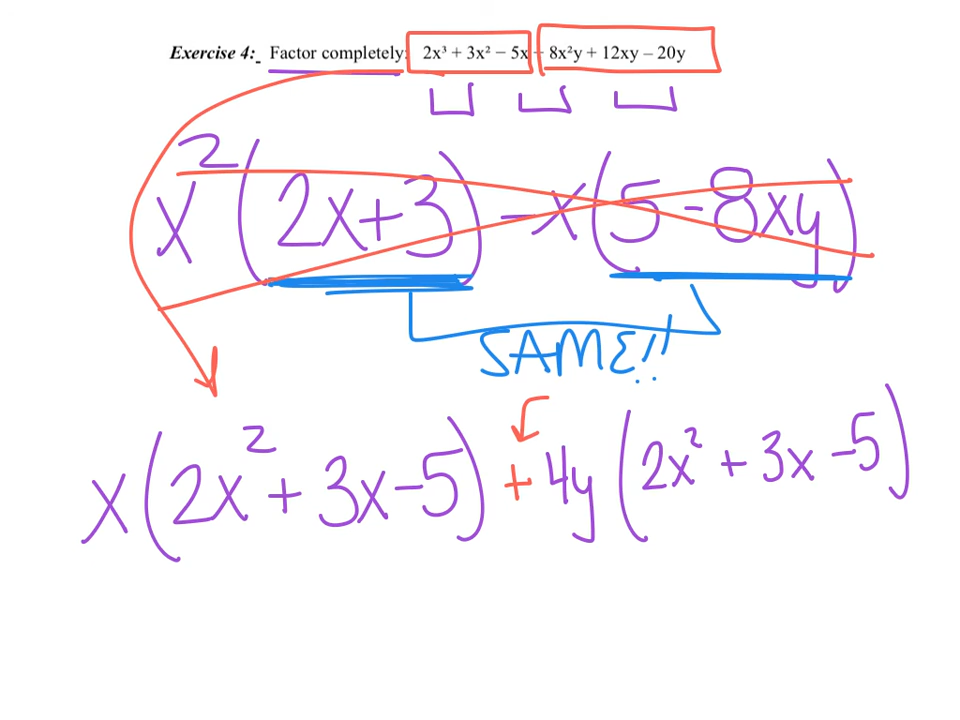 Exercise 4: Factor completely: 2x³ + 3x² − 5x + 8x²y + 12xy − 20y
x²(2x+3) − x(5 − 8xy)
SAME!!
x(2x² + 3x − 5) + 4y(2x² + 3x − 5)